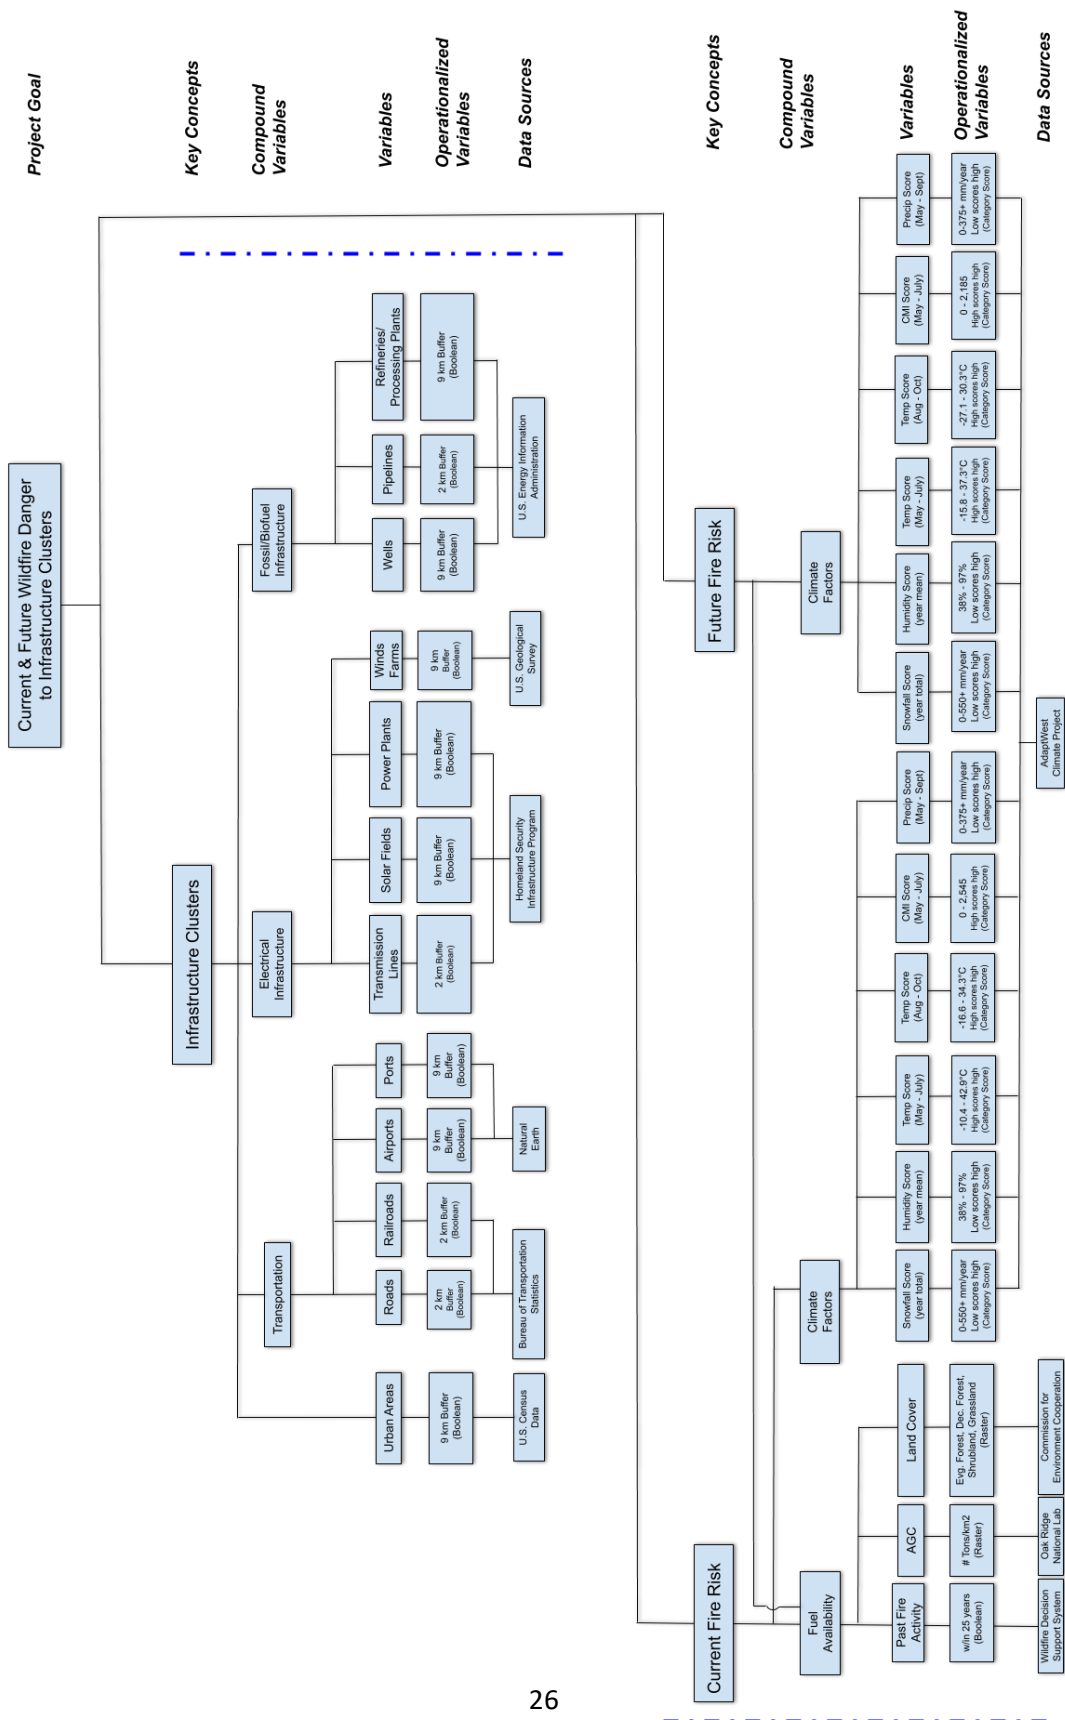 Project Goal
Current & Future Wildfire Danger
to Infrastructure Clusters
Key Concepts
Infrastructure Clusters
Compound
Variables
Transportation
Electrical
Infrastructure
Fossil/Biofuel
Infrastructure
Variables
Urban Areas
Roads
Railroads
Airports
Ports
Transmission
Lines
Solar Fields
Power Plants
Winds
Farms
Wells
Pipelines
Refineries/
Processing Plants
Operationalized
Variables
9 km Buffer
(Boolean)
2 km
Buffer
(Boolean)
2 km Buffer
(Boolean)
9 km
Buffer
(Boolean)
9 km
Buffer
(Boolean)
2 km Buffer
(Boolean)
9 km Buffer
(Boolean)
9 km Buffer
(Boolean)
9 km
Buffer
(Boolean)
9 km Buffer
(Boolean)
2 km Buffer
(Boolean)
9 km Buffer
(Boolean)
Data Sources
U.S. Census
Data
Bureau of Transportation
Statistics
Natural
Earth
Homeland Security
Infrastructure Program
U.S. Geological
Survey
U.S. Energy Information
Administration
Key Concepts
Current Fire Risk
Future Fire Risk
Compound
Variables
Fuel
Availability
Climate
Factors
Climate
Factors
Variables
Past Fire
Activity
AGC
Land Cover
Snowfall Score
(year total)
Humidity Score
(year mean)
Temp Score
(May - July)
Temp Score
(Aug - Oct)
CMI Score
(May - July)
Precip Score
(May - Sept)
Snowfall Score
(year total)
Humidity Score
(year mean)
Temp Score
(May - July)
Temp Score
(Aug - Oct)
CMI Score
(May - July)
Precip Score
(May - Sept)
Operationalized
Variables
w/in 25 years
(Boolean)
# Tons/km2
(Raster)
Evg. Forest, Dec. Forest,
Shrubland, Grassland
(Raster)
0-550+ mm/year
Low scores high
(Category Score)
38% - 97%
Low scores high
(Category Score)
-10.4 - 42.9°C
High scores high
(Category Score)
-16.6 - 34.3°C
High scores high
(Category Score)
0 - 2,545
High scores high
(Category Score)
0-375+ mm/year
Low scores high
(Category Score)
0-550+ mm/year
Low scores high
(Category Score)
38% - 97%
Low scores high
(Category Score)
-15.8 - 37.3°C
High scores high
(Category Score)
-27.1 - 30.3°C
High scores high
(Category Score)
0 - 2,185
High scores high
(Category Score)
0-375+ mm/year
Low scores high
(Category Score)
Data Sources
Wildfire Decision
Support System
Oak Ridge
National Lab
Commission for
Environment Cooperation
AdaptWest
Climate Project
26